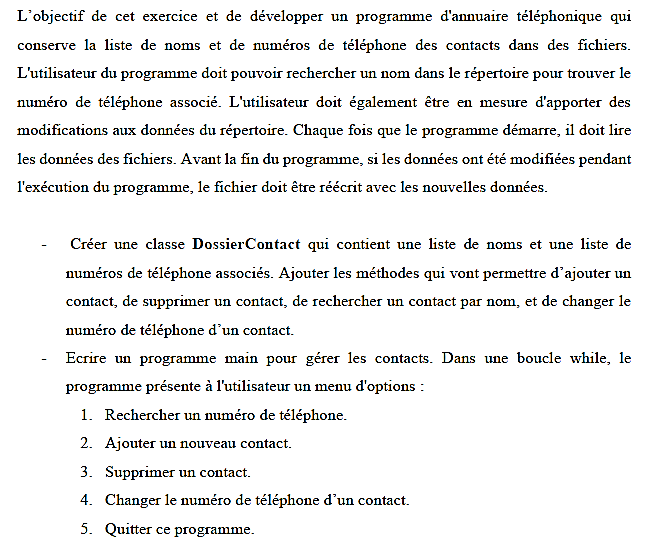 L’objectif de cet exercice et de développer un programme d'annuaire téléphonique qui
conserve la liste de noms et de numéros de téléphone des contacts dans des fichiers.
L'utilisateur du programme doit pouvoir rechercher un nom dans le répertoire pour trouver le
numéro de téléphone associé. L'utilisateur doit également être en mesure d'apporter des
modifications aux données du répertoire. Chaque fois que le programme démarre, il doit lire
les données des fichiers. Avant la fin du programme, si les données ont été modifiées pendant
l'exécution du programme, le fichier doit être réécrit avec les nouvelles données.
- Créer une classe DossierContact qui contient une liste de noms et une liste de
numéros de téléphone associés. Ajouter les méthodes qui vont permettre d’ajouter un
contact, de supprimer un contact, de rechercher un contact par nom, et de changer le
numéro de téléphone d’un contact.
- Ecrire un programme main pour gérer les contacts. Dans une boucle while, le
programme présente à l'utilisateur un menu d'options :
1. Rechercher un numéro de téléphone.
2. Ajouter un nouveau contact.
3. Supprimer un contact.
4. Changer le numéro de téléphone d’un contact.
5. Quitter ce programme.